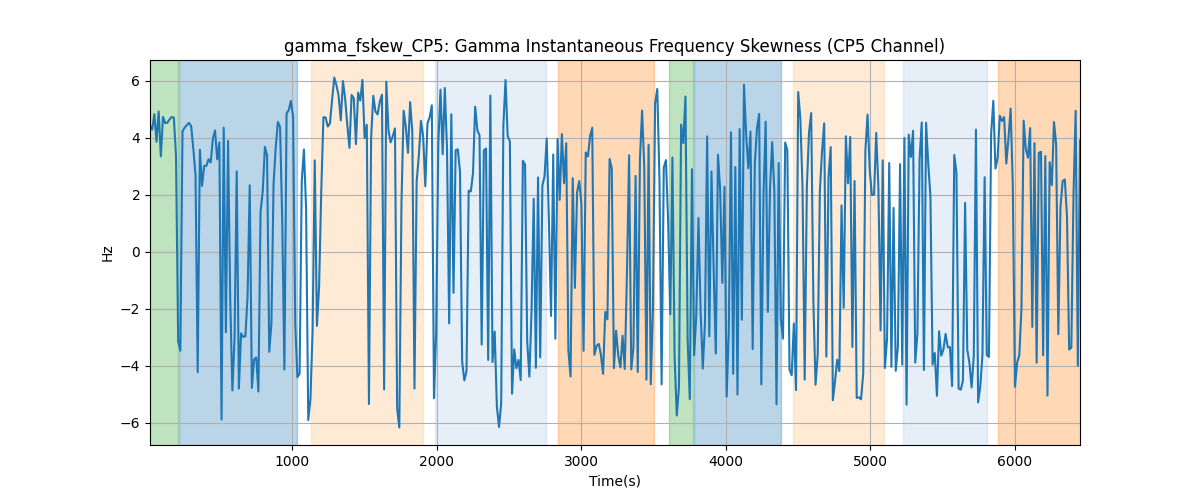 gamma_fskew_CP5: Gamma Instantaneous Frequency Skewness (CP5 Channel)
6
4
2
0
−2
−4
−6
Hz
1000 2000 3000 4000 5000 6000
Time(s)